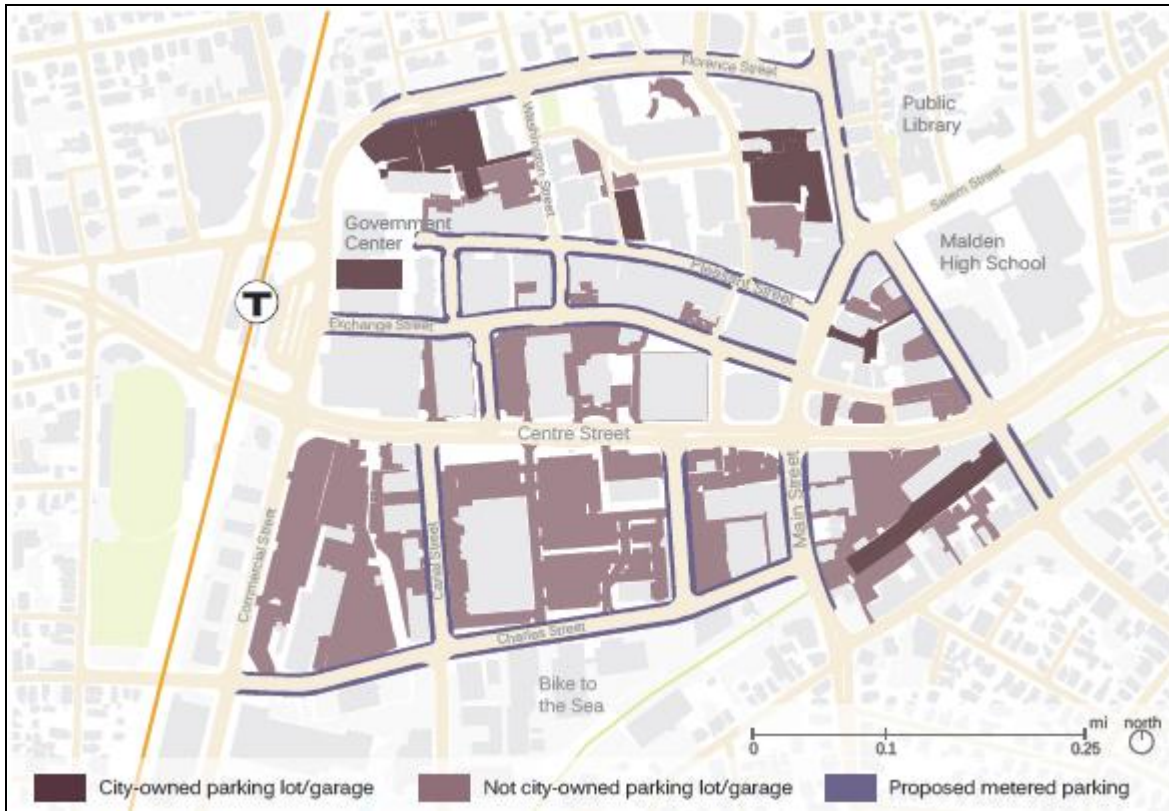 Florence Street
Public
Library
Washington Street
Salem Street
Government
Center
Malden
High School
Pleasant Street
T
Exchange Street
Centre Street
Main Street
Commercial Street
Canal Street
Charles Street
Bike to
the Sea
mi north
0 0.1 0.25
City-owned parking lot/garage Not city-owned parking lot/garage Proposed metered parking